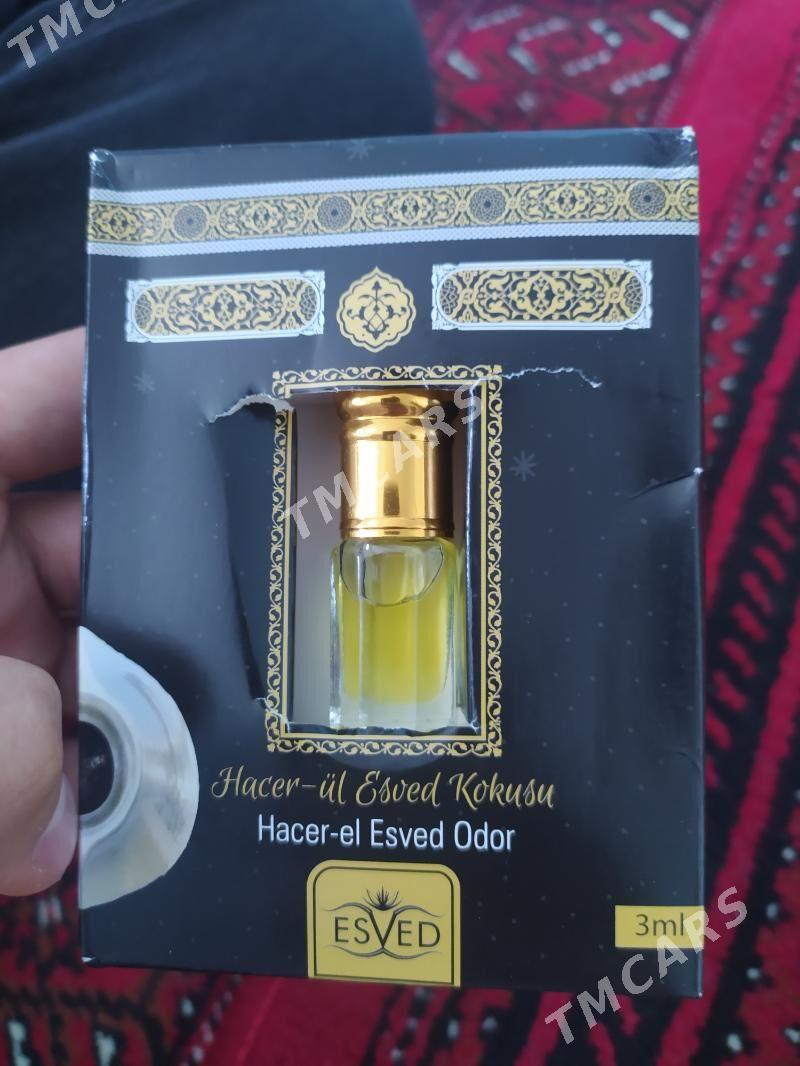 TMCARS
TMCARS
Hacer-ül Esved Kokusu
Hacer-el Esved Odor
ESVED
3ml
TMCARS